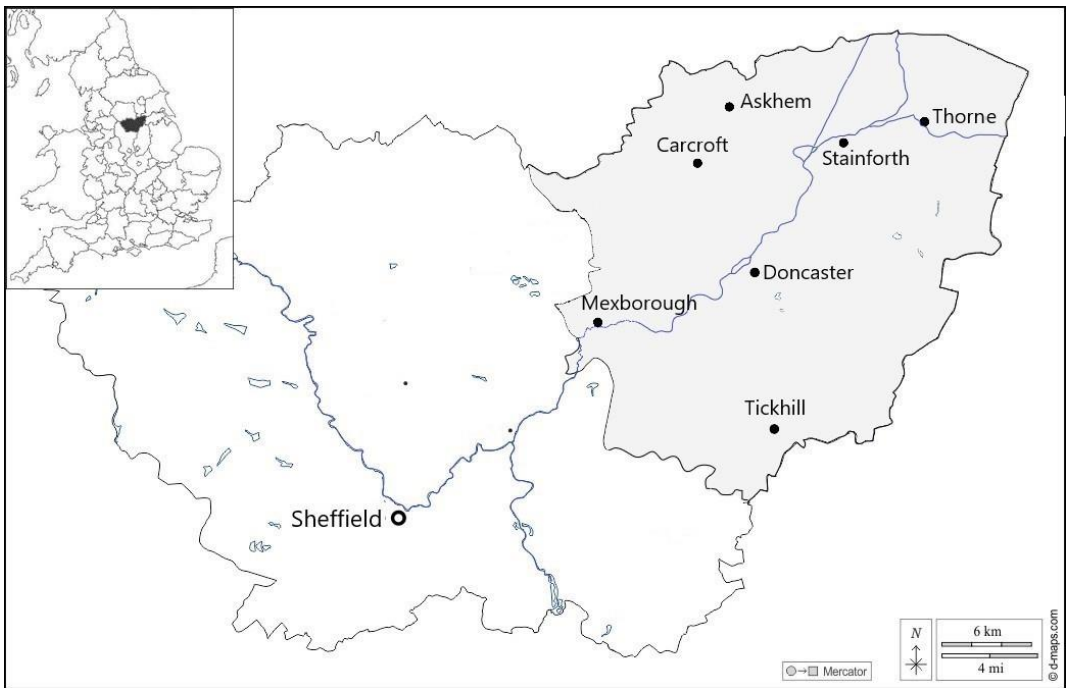 Askhem
Thorne
Carcroft
Stainforth
Doncaster
Mexborough
Tickhill
Sheffield
N
6 km
4 mi
Mercator
© d-maps.com